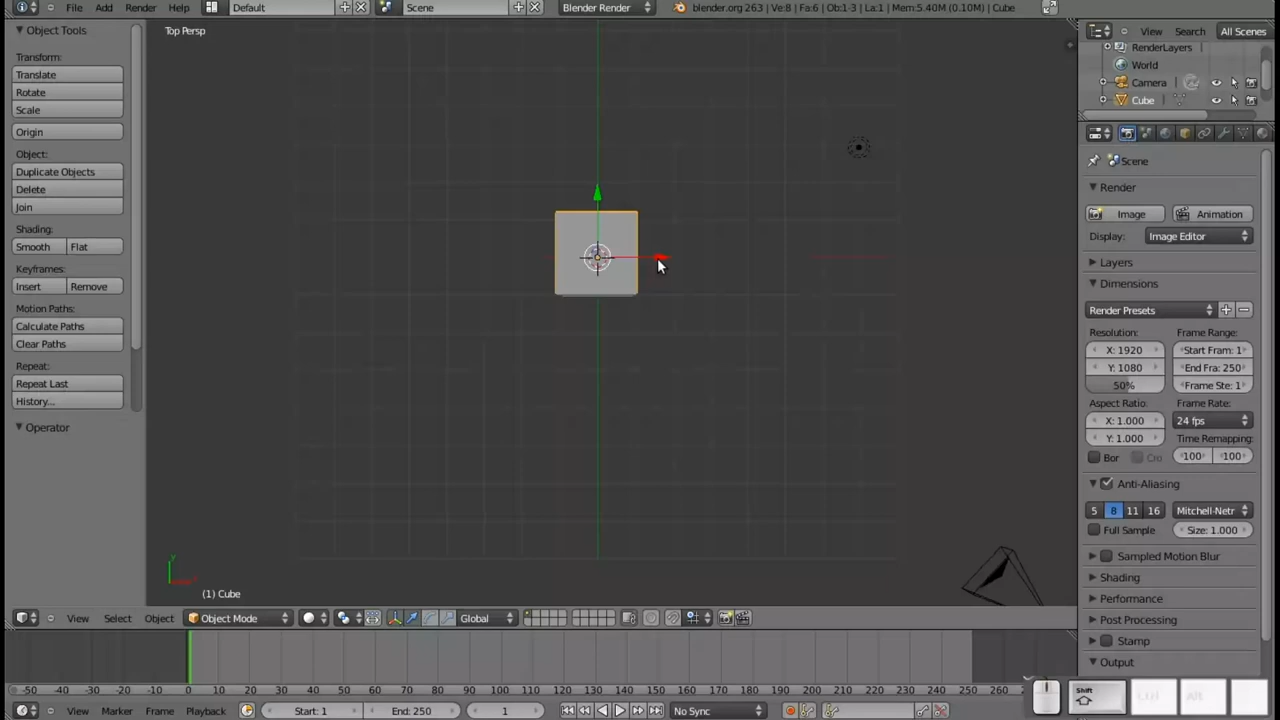 File Add Render Help Default Scene Blender Render blender.org 263 | Ve:8 | Fa:6 | Ob:1-3 | La:1 | Mem:5.40M (0.10M) | Cube
Object Tools
Transform:
Translate
Rotate
Scale
Origin
Object:
Duplicate Objects
Delete
Join
Shading:
Smooth Flat
Keyframes:
Insert Remove
Motion Paths:
Calculate Paths
Clear Paths
Repeat:
Repeat Last
History...
Operator
Top Persp
y
(1) Cube
View Select Object Object Mode Global
View Search All Scenes
RenderLayers
World
Camera
Cube
Scene
Render
Image Animation
Display: Image Editor
Layers
Dimensions
Render Presets
Resolution: Frame Range:
X: 1920 Start Fram: 1
Y: 1080 End Fra: 250
50% Frame Ste: 1
Aspect Ratio: Frame Rate:
X: 1.000 24 fps
Y: 1.000 Time Remapping:
Bor Cro 100 100
Anti-Aliasing
5 8 11 16 Mitchell-Netr
Full Sample Size: 1.000
Sampled Motion Blur
Shading
Performance
Post Processing
Stamp
Output
-50 -40 -30 -20 -10 0 10 20 30 40 50 60 70 80 90 100 110 120 130 140 150 160 170 180 190 200 210 220 230 240 250 260
View Marker Frame Playback Start: 1 End: 250 1 No Sync
Shift Ctrl Alt